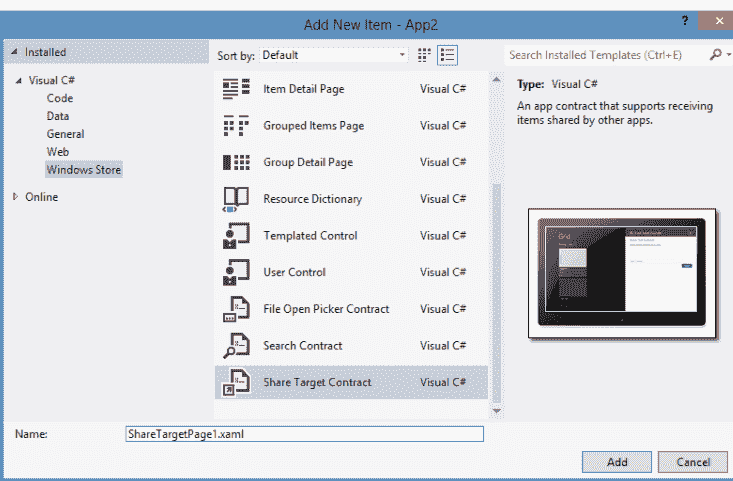 Add New Item - App2
? ×
Installed
Sort by: Default
Search Installed Templates (Ctrl+E)
Visual C#
Code
Data
General
Web
Windows Store
Online
Item Detail Page Visual C#
Grouped Items Page Visual C#
Group Detail Page Visual C#
Resource Dictionary Visual C#
Templated Control Visual C#
User Control Visual C#
File Open Picker Contract Visual C#
Search Contract Visual C#
Share Target Contract Visual C#
Type: Visual C#
An app contract that supports receiving
items shared by other apps.
Grid
Name: ShareTargetPage1.xaml
Add Cancel